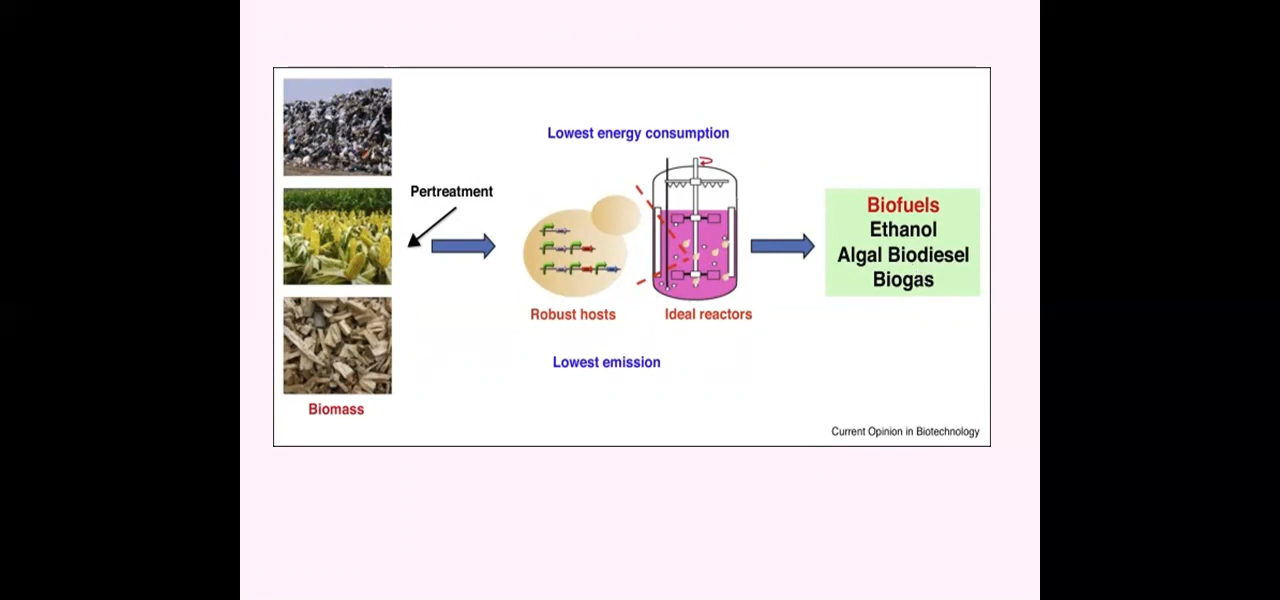 Lowest energy consumption
Pertreatment
Biofuels
Ethanol
Algal Biodiesel
Biogas
Robust hosts
Ideal reactors
Lowest emission
Biomass
Current Opinion in Biotechnology